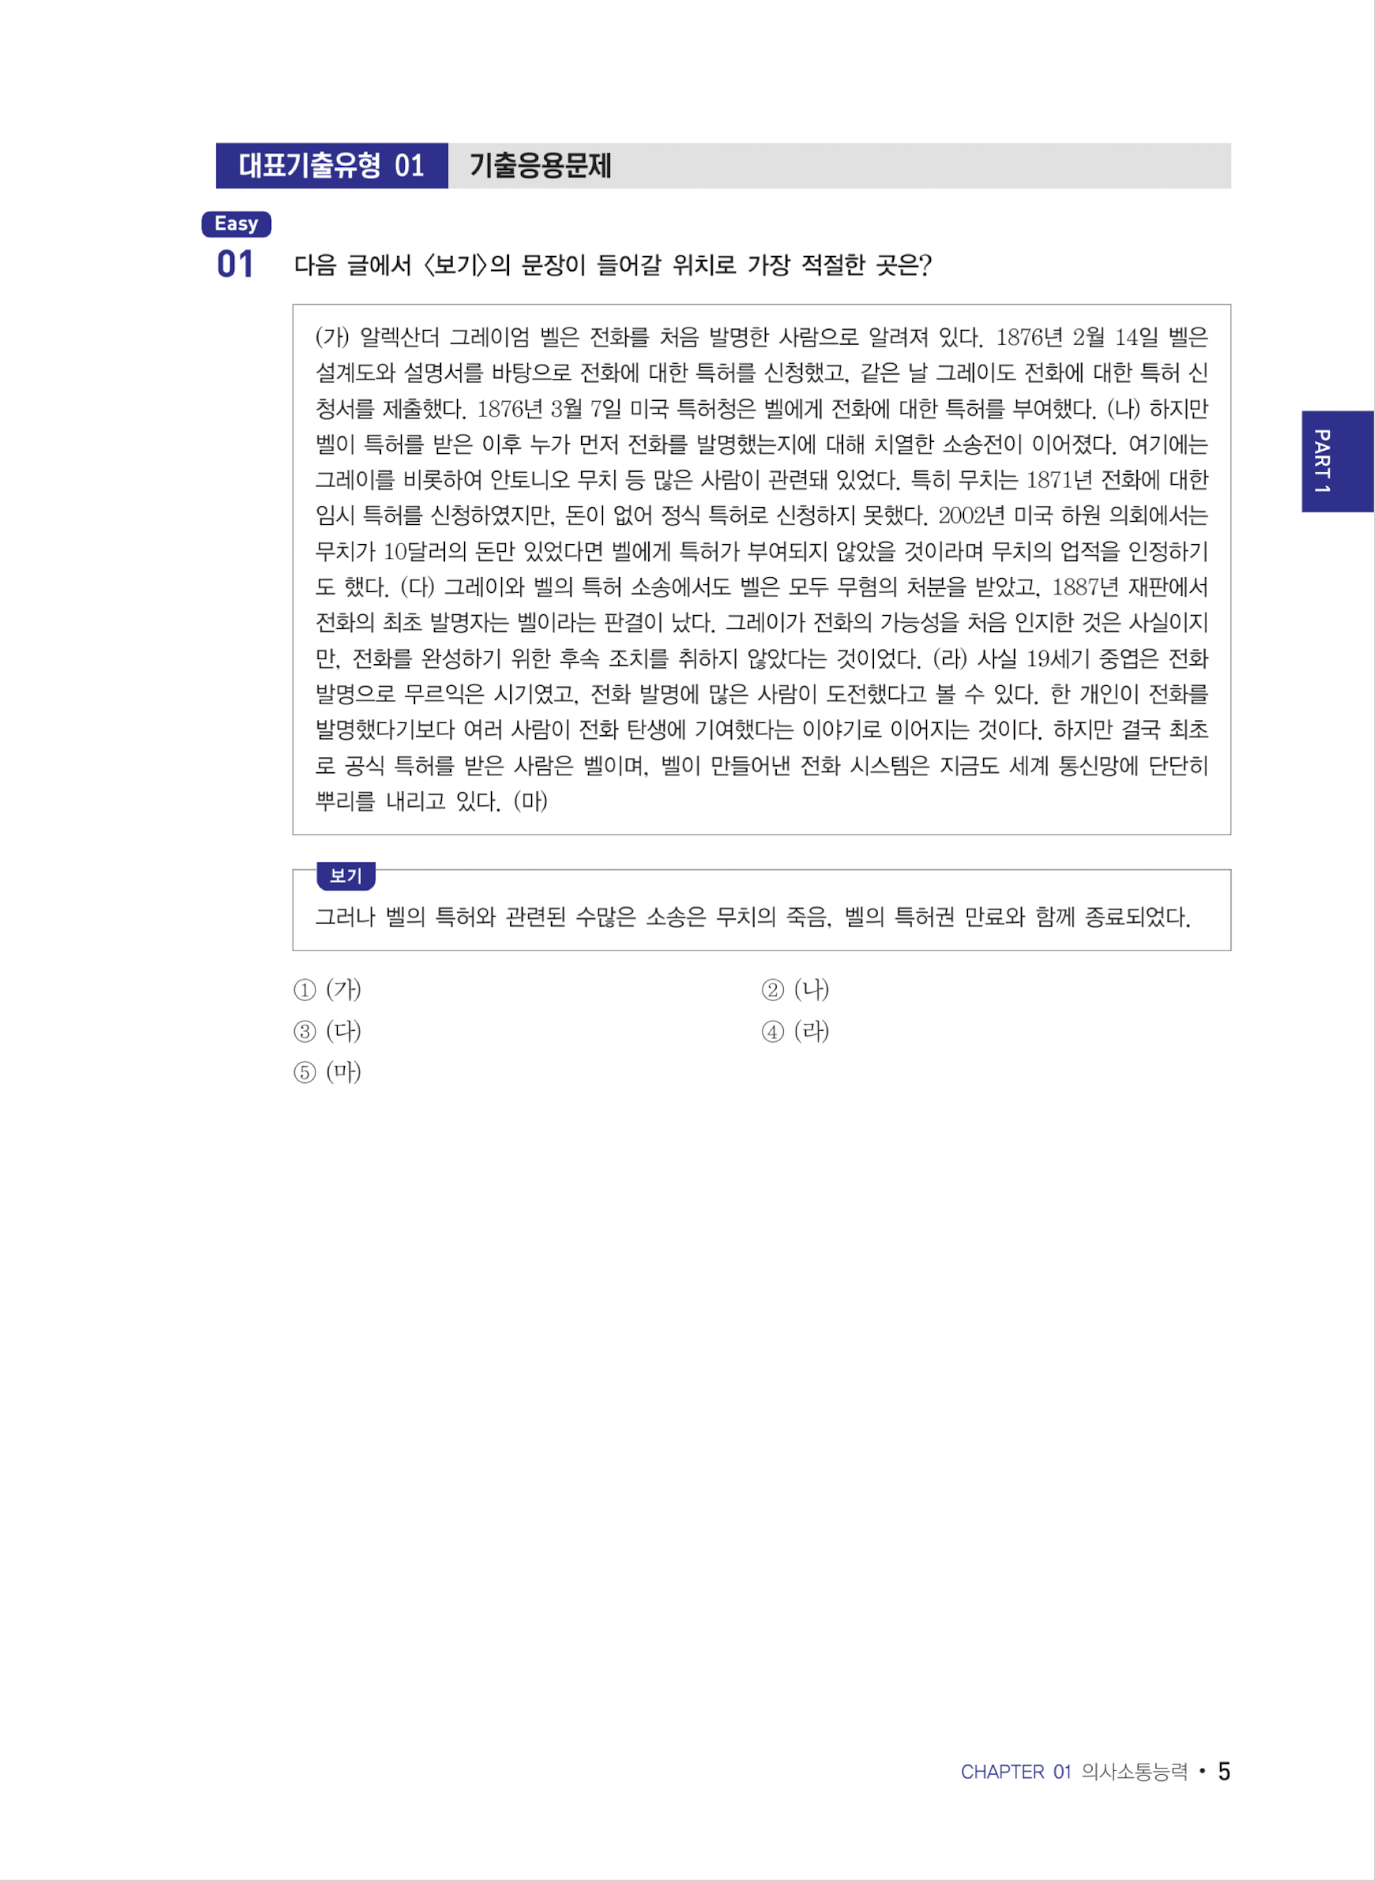 대표기출유형 01 기출응용문제
Easy
01 다음 글에서 〈보기〉의 문장이 들어갈 위치로 가장 적절한 곳은?
(가) 알렉산더 그레이엄 벨은 전화를 처음 발명한 사람으로 알려져 있다. 1876년 2월 14일 벨은
설계도와 설명서를 바탕으로 전화에 대한 특허를 신청했고, 같은 날 그레이도 전화에 대한 특허 신
청서를 제출했다. 1876년 3월 7일 미국 특허청은 벨에게 전화에 대한 특허를 부여했다. (나) 하지만
벨이 특허를 받은 이후 누가 먼저 전화를 발명했는지에 대해 치열한 소송전이 이어졌다. 여기에는
그레이를 비롯하여 안토니오 무치 등 많은 사람이 관련돼 있었다. 특히 무치는 1871년 전화에 대한
임시 특허를 신청하였지만, 돈이 없어 정식 특허로 신청하지 못했다. 2002년 미국 하원 의회에서는
무치가 10달러의 돈만 있었다면 벨에게 특허가 부여되지 않았을 것이라며 무치의 업적을 인정하기
도 했다. (다) 그레이와 벨의 특허 소송에서도 벨은 모두 무혐의 처분을 받았고, 1887년 재판에서
전화의 최초 발명자는 벨이라는 판결이 났다. 그레이가 전화의 가능성을 처음 인지한 것은 사실이지
만, 전화를 완성하기 위한 후속 조치를 취하지 않았다는 것이었다. (라) 사실 19세기 중엽은 전화
발명으로 무르익은 시기였고, 전화 발명에 많은 사람이 도전했다고 볼 수 있다. 한 개인이 전화를
발명했다기보다 여러 사람이 전화 탄생에 기여했다는 이야기로 이어지는 것이다. 하지만 결국 최초
로 공식 특허를 받은 사람은 벨이며, 벨이 만들어낸 전화 시스템은 지금도 세계 통신망에 단단히
뿌리를 내리고 있다. (마)
PART 1
보기
그러나 벨의 특허와 관련된 수많은 소송은 무치의 죽음, 벨의 특허권 만료와 함께 종료되었다.
① (가) ② (나)
③ (다) ④ (라)
⑤ (마)
CHAPTER 01 의사소통능력 • 5